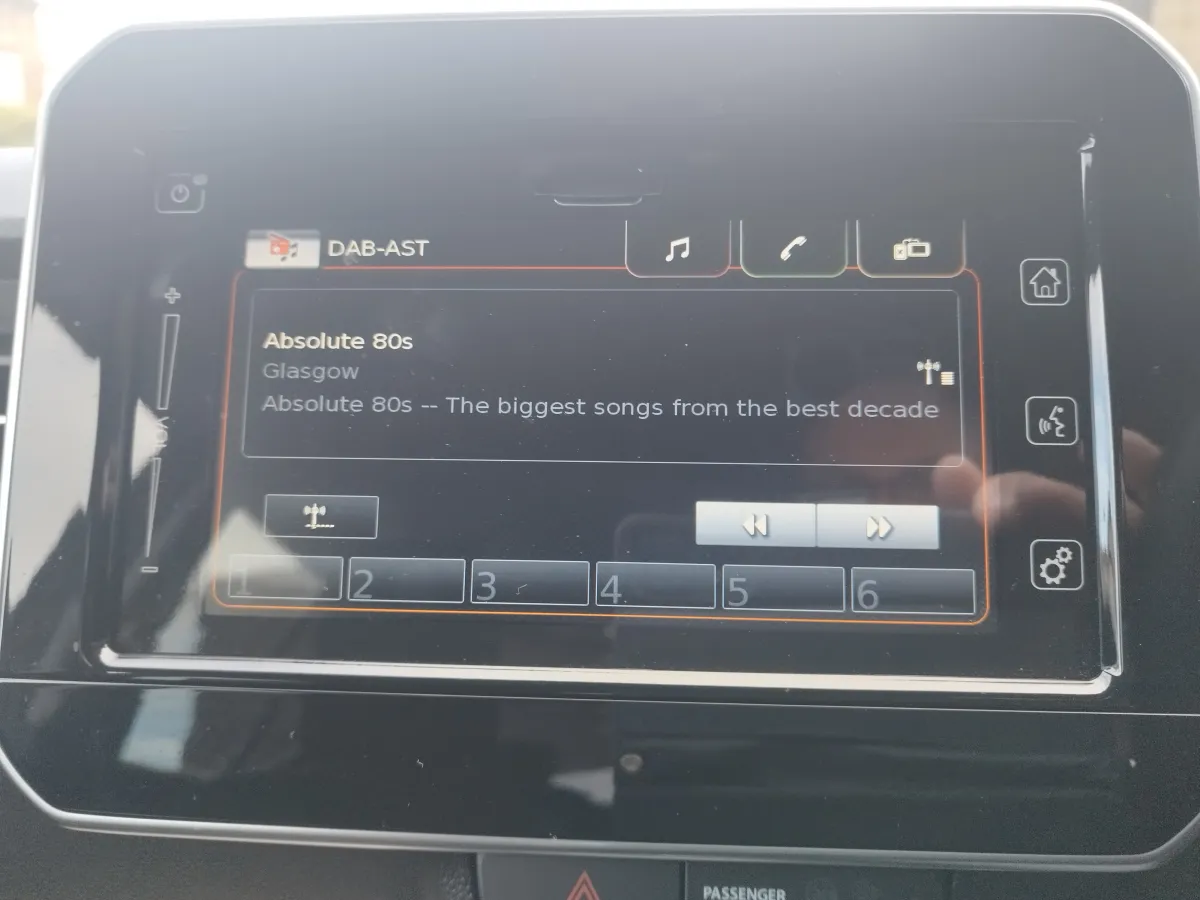 DAB-AST
Absolute 80s
Glasgow
Absolute 80s -- The biggest songs from the best decade
VOL
1 2 3 4 5 6
PASSENGER